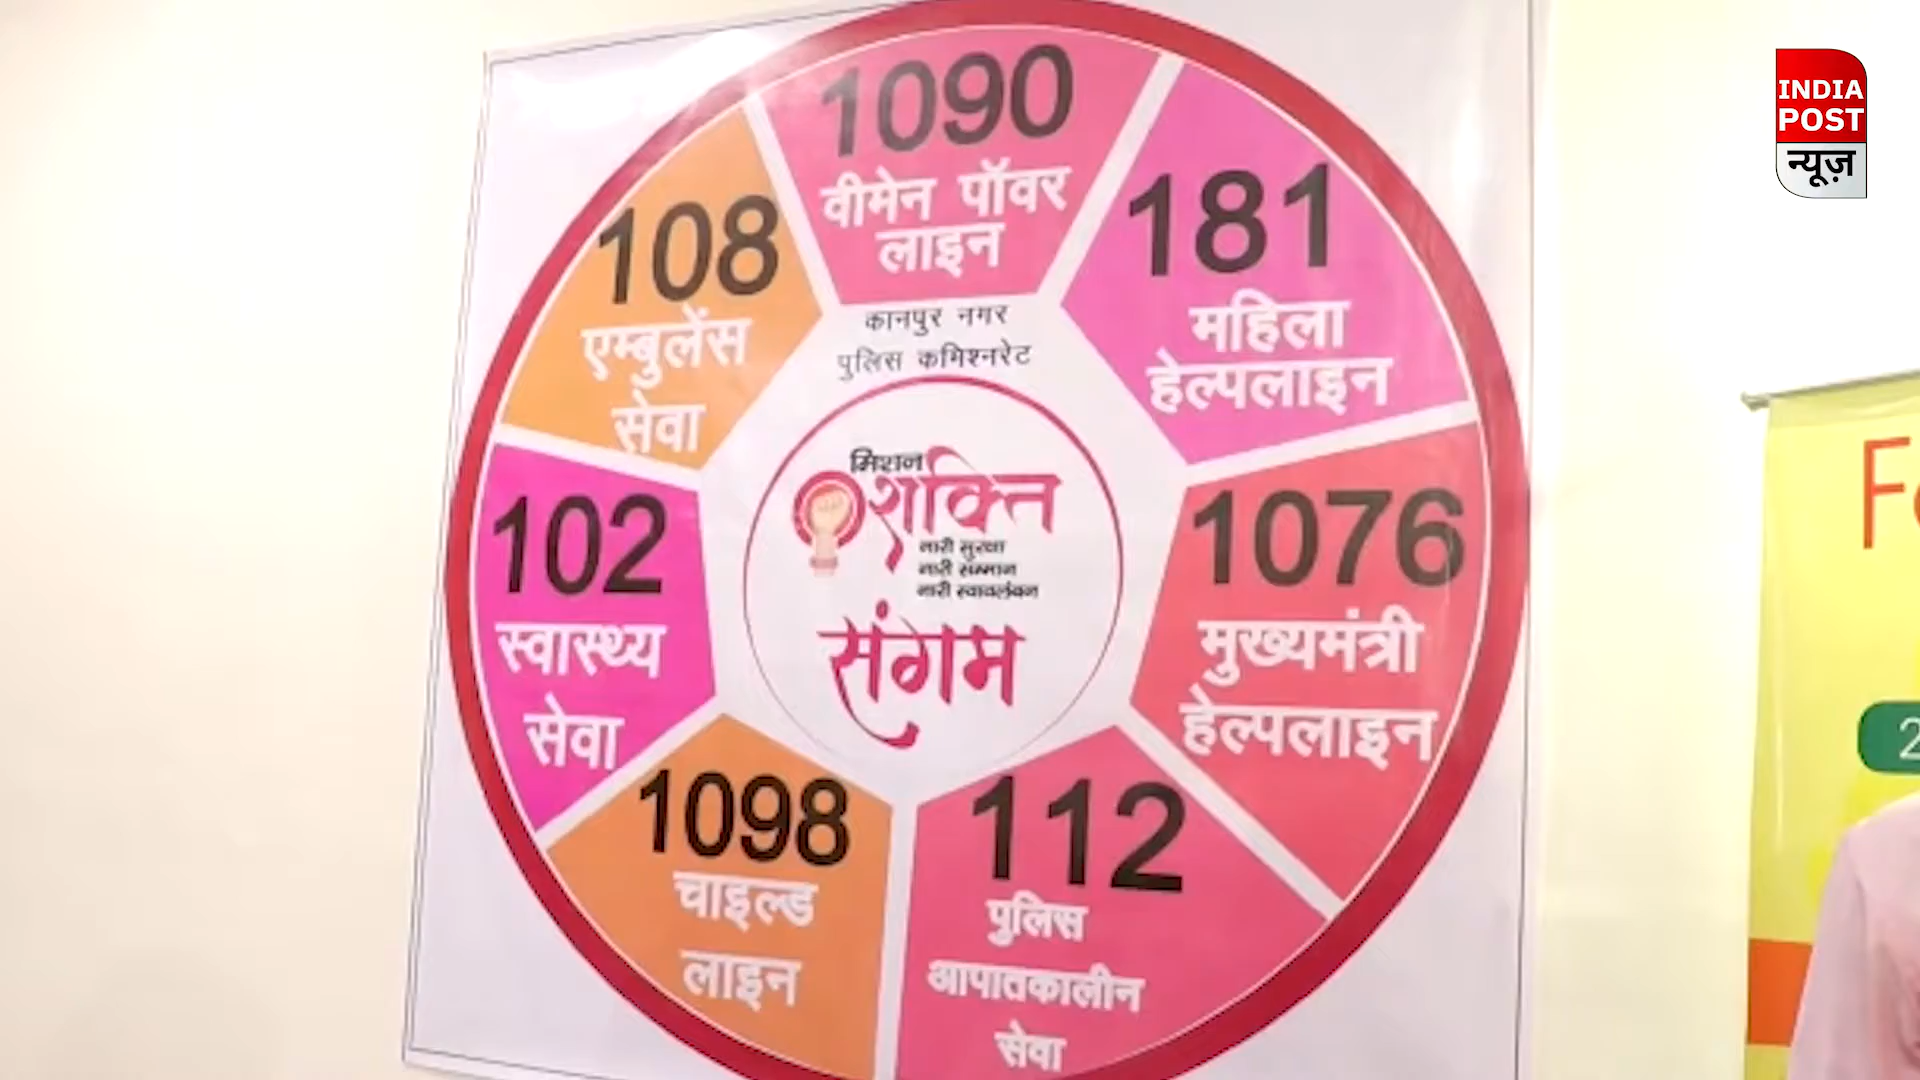 1090
वीमेन पॉवर
लाइन
181
महिला
हेल्पलाइन
1076
मुख्यमंत्री
हेल्पलाइन
112
पुलिस
आपातकालीन
सेवा
1098
चाइल्ड
लाइन
102
स्वास्थ्य
सेवा
108
एम्बुलेंस
सेवा
कानपुर नगर
पुलिस कमिश्नरेट
मिशन
शक्ति
नारी सुरक्षा
नारी सम्मान
नारी स्वावलंबन
संगम
INDIA
POST
न्यूज़
F
2